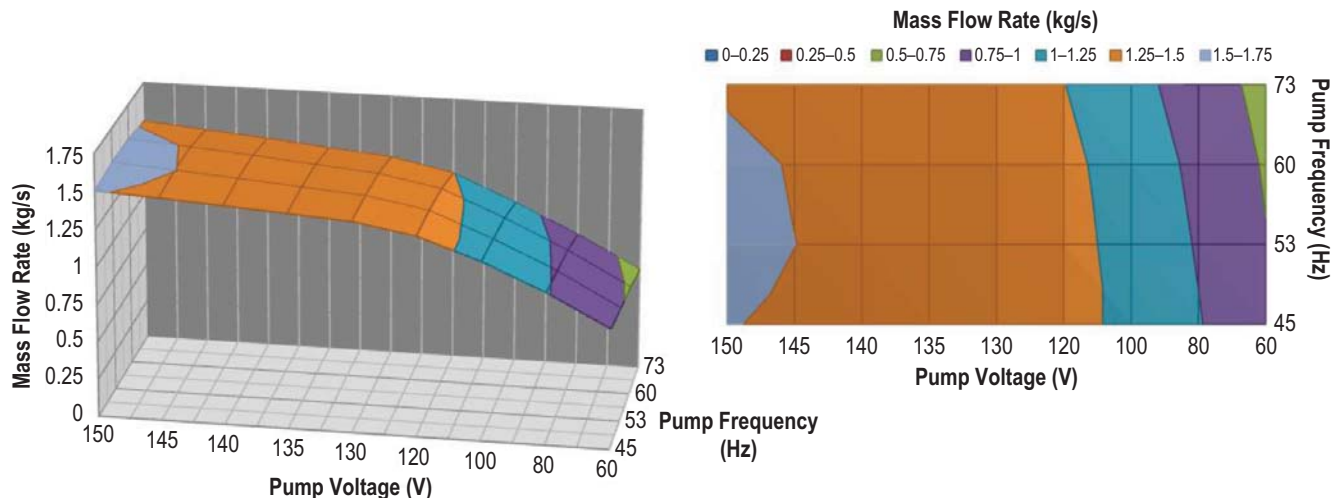 1.75
1.5
1.25
1
0.75
0.5
0.25
0
Mass Flow Rate (kg/s)
150 145 140 135 130 120 100 80 60
Pump Voltage (V)
73
60
53
45
Pump Frequency
(Hz)
Mass Flow Rate (kg/s)
0–0.25 0.25–0.5 0.5–0.75 0.75–1 1–1.25 1.25–1.5 1.5–1.75
73
60
53
45
Pump Frequency
(Hz)
150 145 140 135 130 120 100 80 60
Pump Voltage (V)